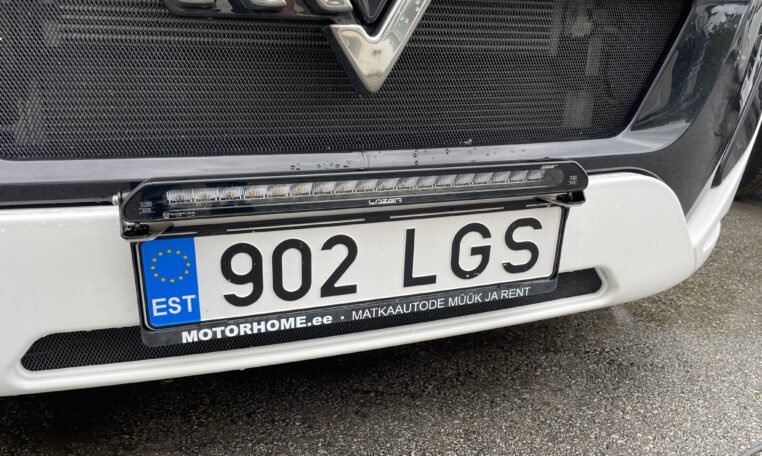 LAZER
EST
902 LGS
MOTORHOME.ee · MATKAAUTODE MÜÜK JA RENT